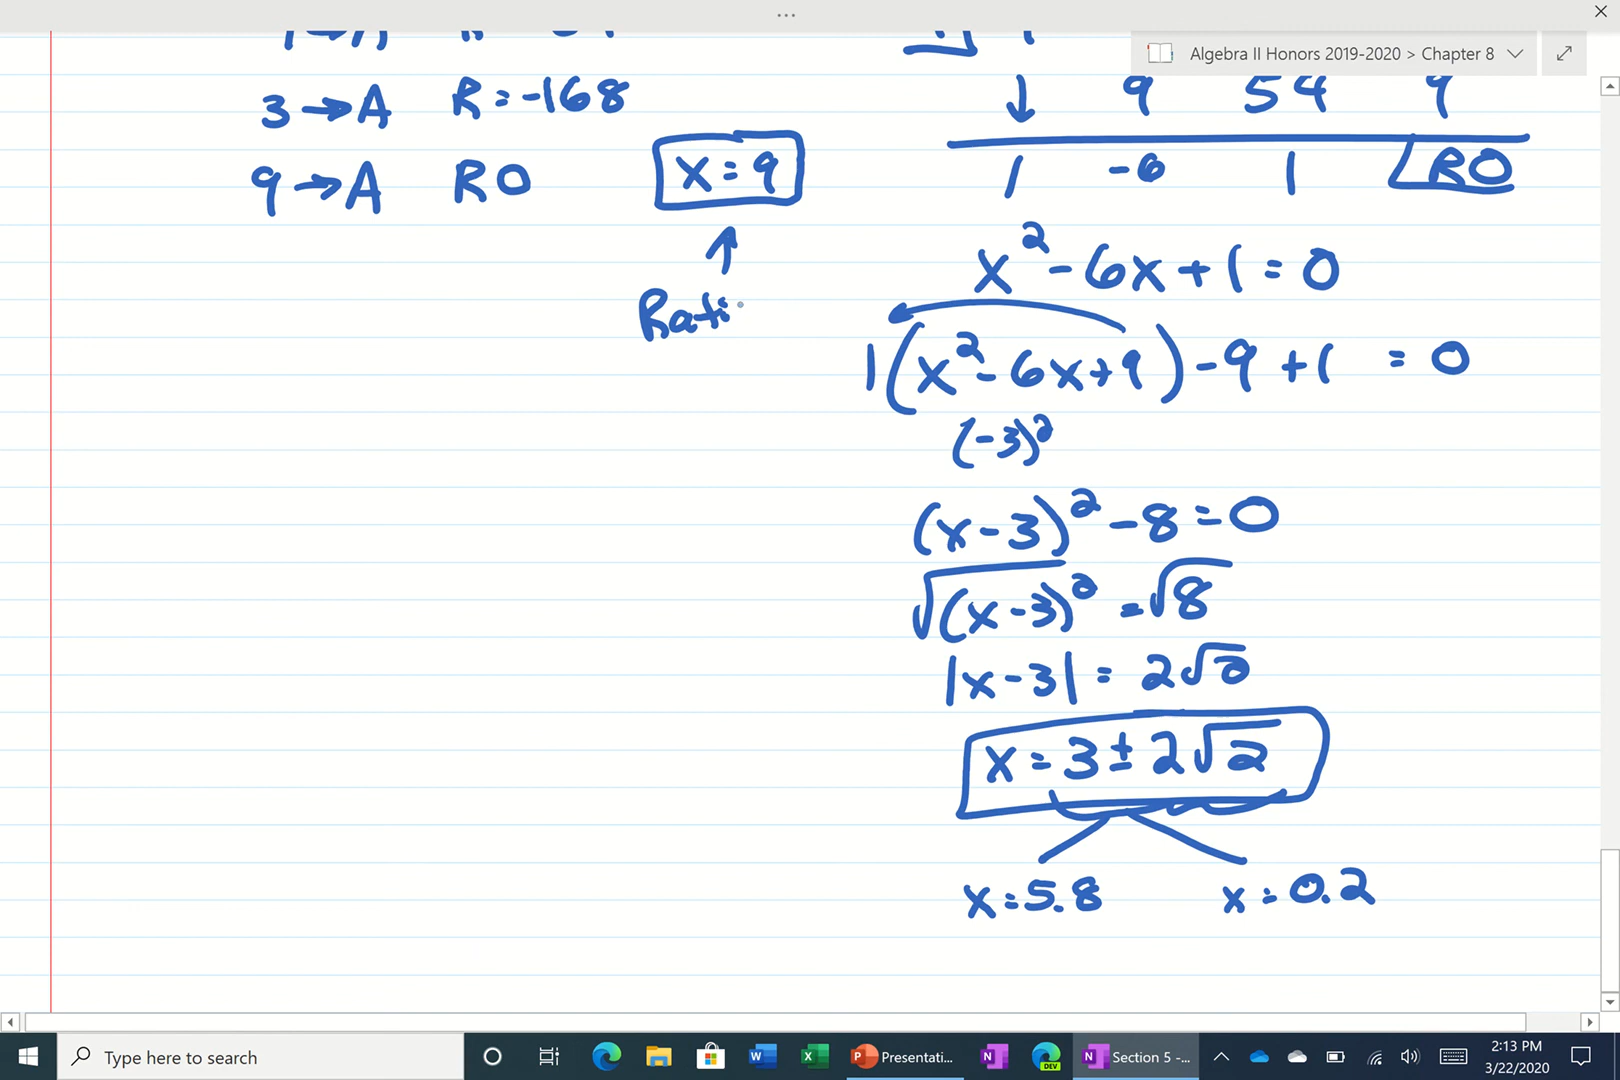 Algebra II Honors 2019-2020 > Chapter 8
3 → A R = -168
9 → A R0
x = 9
↑
Rati
↓ 9 54 9
1 -6 1 R0
x² - 6x + 1 = 0
1(x² - 6x + 9) - 9 + 1 = 0
(-3)²
(x - 3)² - 8 = 0
√(x - 3)² = √8
|x - 3| = 2√2
x = 3 ± 2√2
x = 5.8 x = 0.2
Type here to search
Presentati...
DEV
Section 5 -...
2:13 PM
3/22/2020